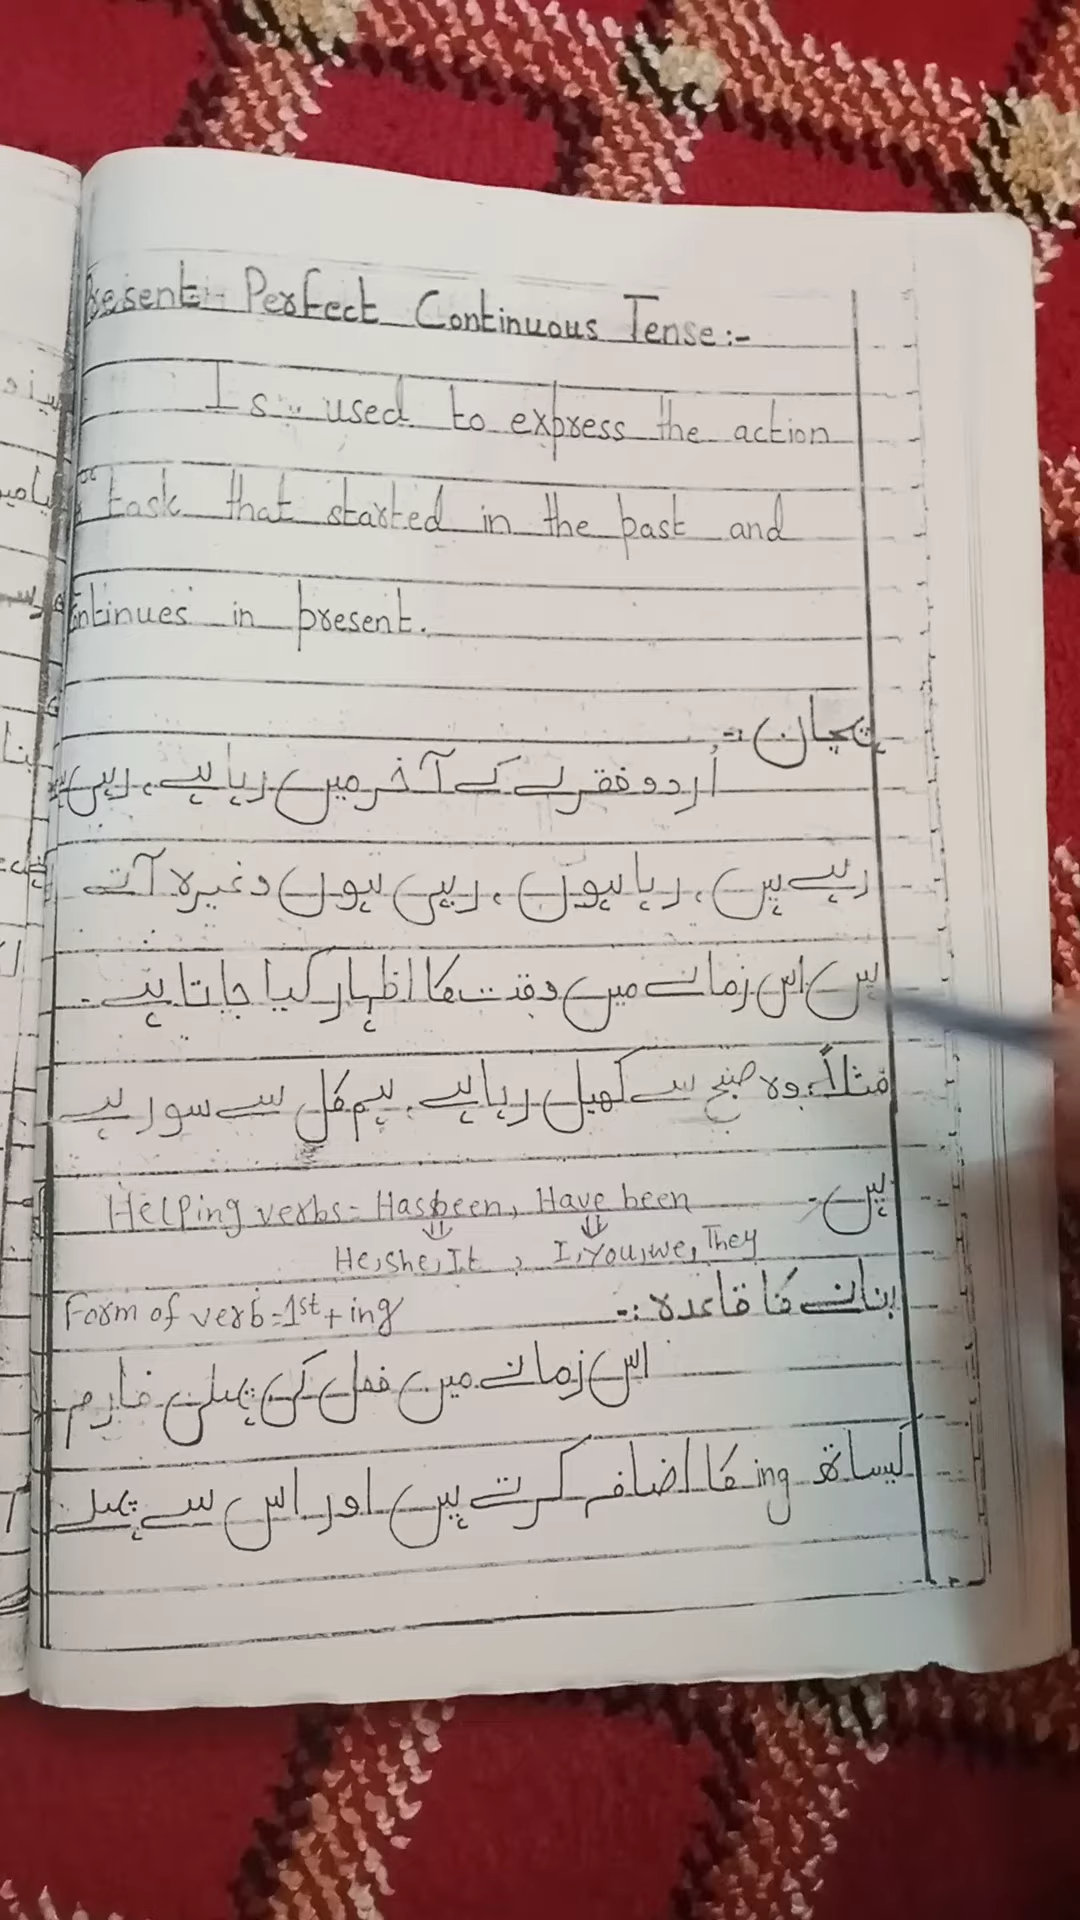 Present Perfect Continuous Tense:-
Is used to express the action
or task that started in the past and
continues in present.
پہچان :-
اُردو فقرے کے آخر میں رہا ہے، رہی ہے
رہے ہیں، رہا ہوں، رہی ہوں وغیرہ آتے
ہیں اس زمانے میں وقت کا اظہار کیا جاتا ہے۔
مثلاً وہ صبح سے کھیل رہا ہے، ہم کل سے سو رہے
ہیں۔
Helping verbs = Has been, Have been
He, she, It , I, You, we, They
بنانے کا قاعدہ :-
Form of verb = 1st + ing
اس زمانے میں فعل کی پہلی فارم
کیساتھ ing کا اضافہ کرتے ہیں اور اس سے پہلے